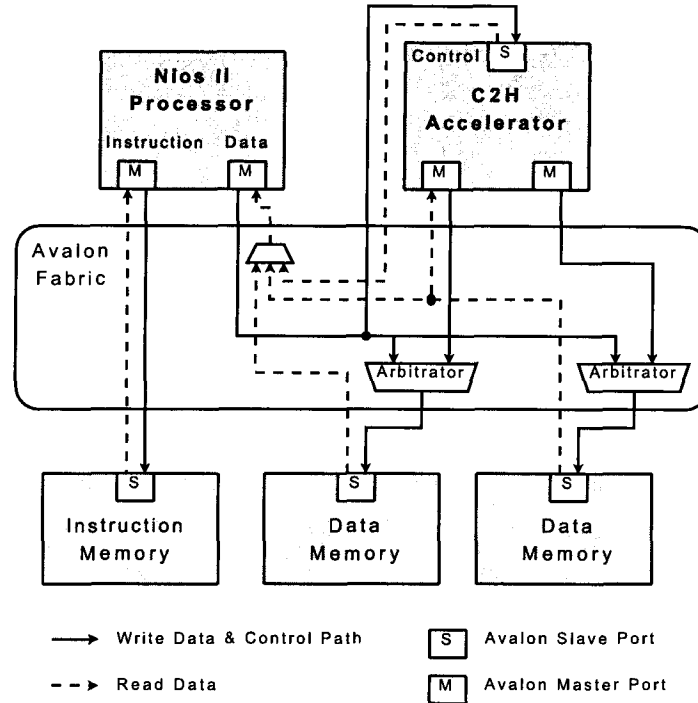 S
Control
Nios II
Processor
C2H
Accelerator
Instruction Data
M M M M
Avalon
Fabric
Arbitrator Arbitrator
S S S
Instruction
Memory
Data
Memory
Data
Memory
Write Data & Control Path
S Avalon Slave Port
Read Data
M Avalon Master Port